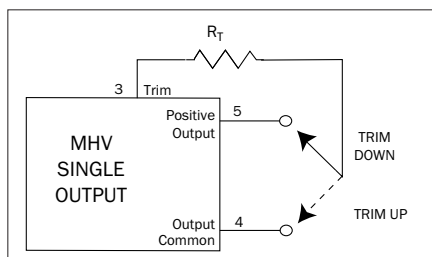 R_T
3 Trim
Positive 5
Output
MHV
SINGLE
OUTPUT
TRIM
DOWN
Output 4
Common
TRIM UP